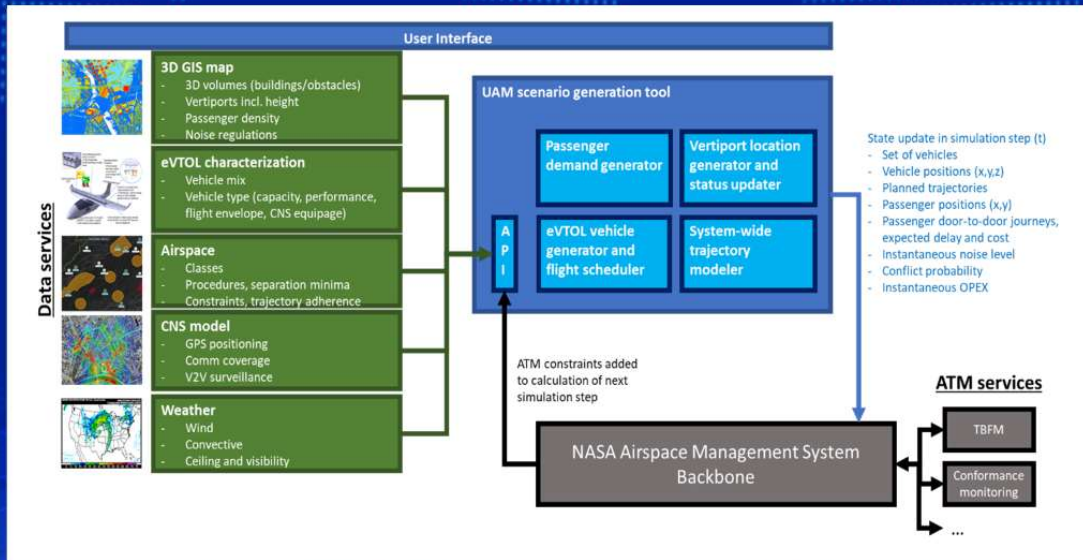 User Interface
Data services
3D GIS map
- 3D volumes (buildings/obstacles)
- Vertiports incl. height
- Passenger density
- Noise regulations
eVTOL characterization
- Vehicle mix
- Vehicle type (capacity, performance,
flight envelope, CNS equipage)
Airspace
- Classes
- Procedures, separation minima
- Constraints, trajectory adherence
CNS model
- GPS positioning
- Comm coverage
- V2V surveillance
Weather
- Wind
- Convective
- Ceiling and visibility
UAM scenario generation tool
API
Passenger
demand generator
Vertiport location
generator and
status updater
eVTOL vehicle
generator and
flight scheduler
System-wide
trajectory
modeler
State update in simulation step (t)
- Set of vehicles
- Vehicle positions (x,y,z)
- Planned trajectories
- Passenger positions (x,y)
- Passenger door-to-door journeys,
expected delay and cost
- Instantaneous noise level
- Conflict probability
- Instantaneous OPEX
ATM constraints added
to calculation of next
simulation step
NASA Airspace Management System
Backbone
ATM services
TBFM
Conformance
monitoring
...